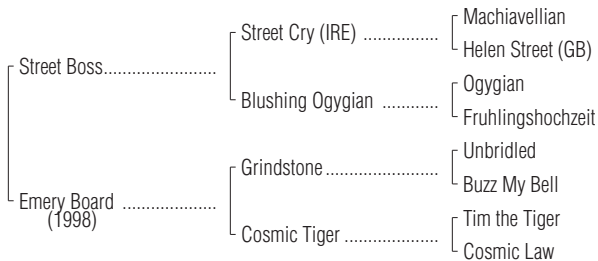 Machiavellian
Street Cry (IRE) ................
Helen Street (GB)
Street Boss........................
Ogygian
Blushing Ogygian ............
Fruhlingshochzeit
Unbridled
Grindstone........................
Buzz My Bell
Emery Board ....................
(1998)
Tim the Tiger
Cosmic Tiger ....................
Cosmic Law